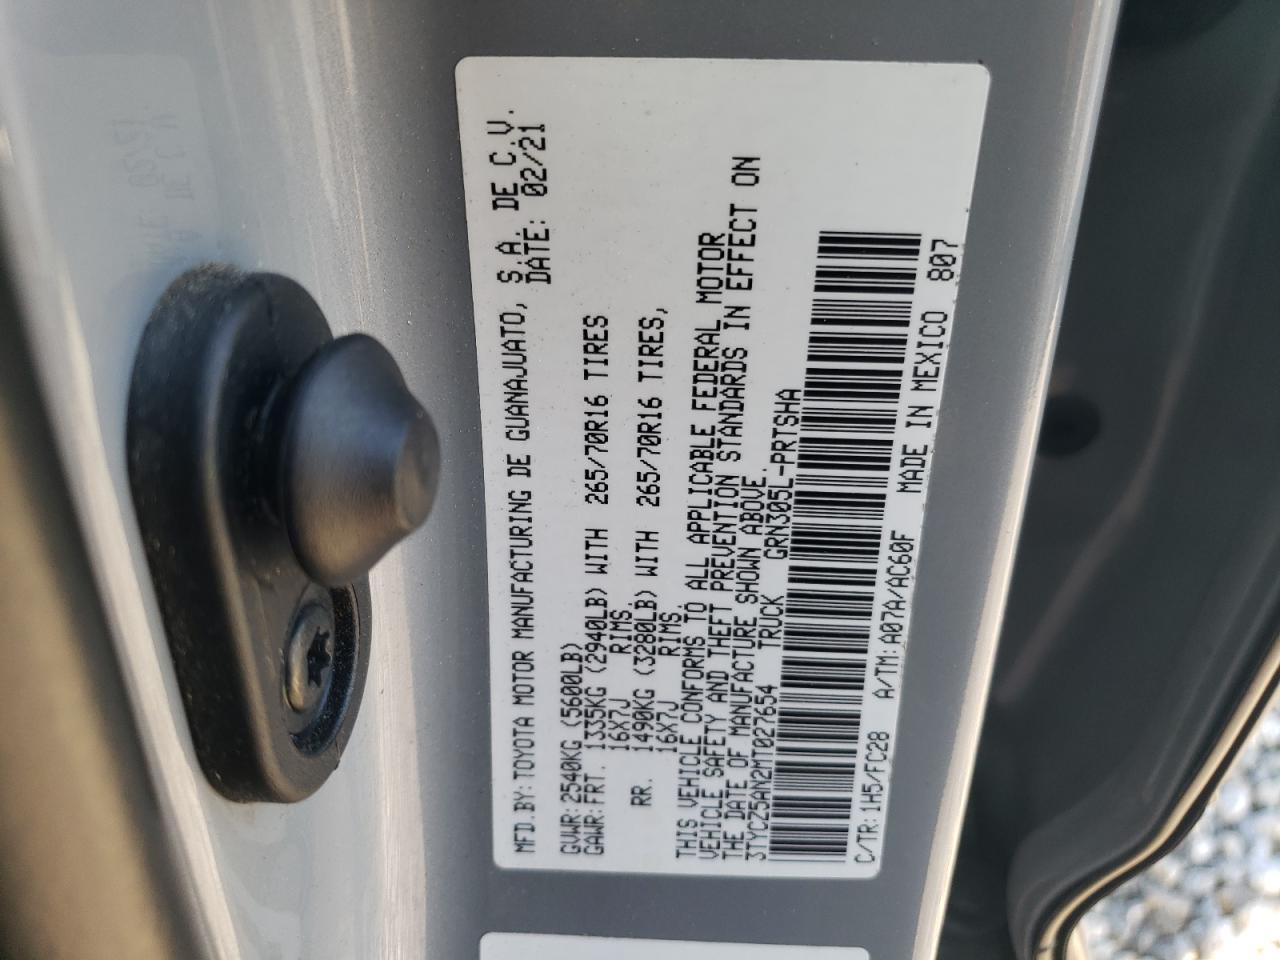 MFD.BY: TOYOTA MOTOR MANUFACTURING DE GUANAJUATO, S.A. DE C.V.
DATE: 02/21
GVWR: 2540KG (5600LB)
GAWR: FRT. 1335KG (2940LB) WITH 265/70R16 TIRES
16X7J RIMS.
RR. 1490KG (3280LB) WITH 265/70R16 TIRES,
16X7J RIMS.
THIS VEHICLE CONFORMS TO ALL APPLICABLE FEDERAL MOTOR
VEHICLE SAFETY AND THEFT PREVENTION STANDARDS IN EFFECT ON
THE DATE OF MANUFACTURE SHOWN ABOVE.
3TYCZ5AN2MT027654 TRUCK GRN305L-PRTSHA
C/TR: 1H5/FC28 A/TM: A07A/AC60F MADE IN MEXICO 807